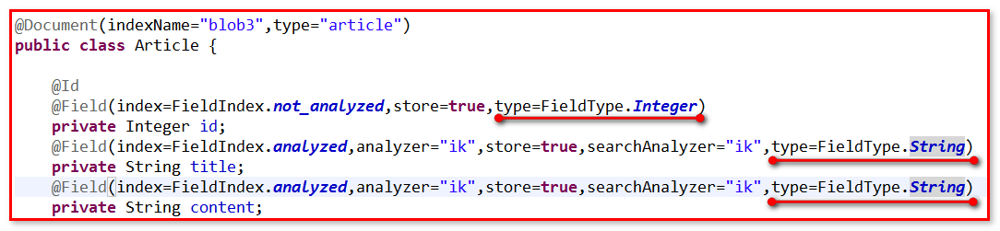 @Document(indexName="blob3",type="article")
public class Article {
@Id
@Field(index=FieldIndex.not_analyzed,store=true,type=FieldType.Integer)
private Integer id;
@Field(index=FieldIndex.analyzed,analyzer="ik",store=true,searchAnalyzer="ik",type=FieldType.String)
private String title;
@Field(index=FieldIndex.analyzed,analyzer="ik",store=true,searchAnalyzer="ik",type=FieldType.String)
private String content;